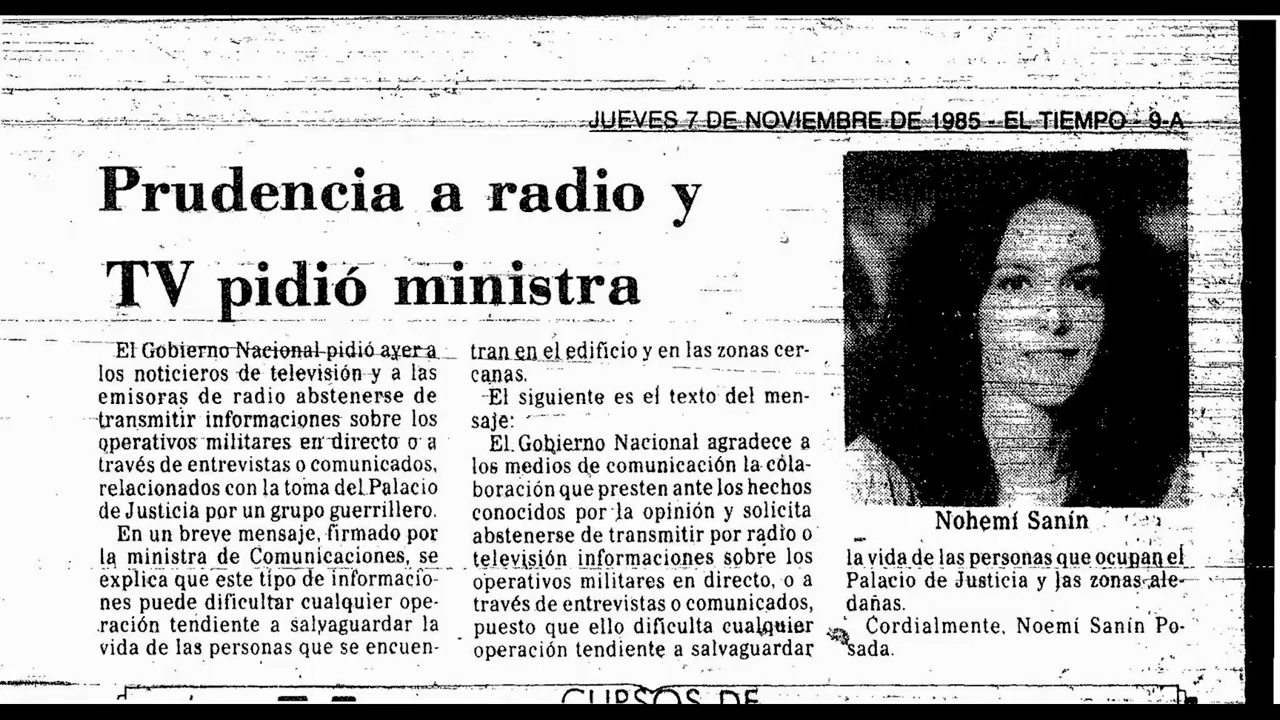 JUEVES 7 DE NOVIEMBRE DE 1985 - EL TIEMPO - 9-A
Prudencia a radio y
TV pidió ministra
El Gobierno Nacional pidió ayer a
los noticieros de televisión y a las
emisoras de radio abstenerse de
transmitir informaciones sobre los
operativos militares en directo o a
través de entrevistas o comunicados,
relacionados con la toma del Palacio
de Justicia por un grupo guerrillero.
En un breve mensaje, firmado por
la ministra de Comunicaciones, se
explica que este tipo de informacio-
nes puede dificultar cualquier ope-
ración tendiente a salvaguardar la
vida de las personas que se encuen-
tran en el edificio y en las zonas cer-
canas.
El siguiente es el texto del men-
saje:
El Gobierno Nacional agradece a
los medios de comunicación la cola-
boración que presten ante los hechos
conocidos por la opinión y solicita
abstenerse de transmitir por radio o
televisión informaciones sobre los
operativos militares en directo, o a
través de entrevistas o comunicados,
puesto que ello dificulta cualquier
operación tendiente a salvaguardar
Nohemí Sanín
la vida de las personas que ocupan el
Palacio de Justicia y las zonas ale-
dañas.
Cordialmente, Noemí Sanín Po-
sada.
CURSOS DE